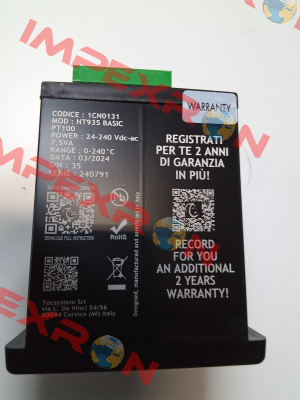 IMPEXRON
WARRANTY
CODICE : 1CN0131
MOD : NT935 BASIC
PT100
POWER : 24-240 Vdc-ac
7,5VA
RANGE : 0-240°C
DATA : 03/2024
S/N : 35
SERIE : 240791
DOWNLOAD FULL INSTRUCTION
RoHS
Designed, manufactured and assembled in Italy
Tecsystem Srl
via C. Da Vinci 54/56
20094 Corsico (MI) Italy
REGISTRATI
PER TE 2 ANNI
DI GARANZIA
IN PIÙ!
RECORD
FOR YOU
AN ADDITIONAL
2 YEARS
WARRANTY!